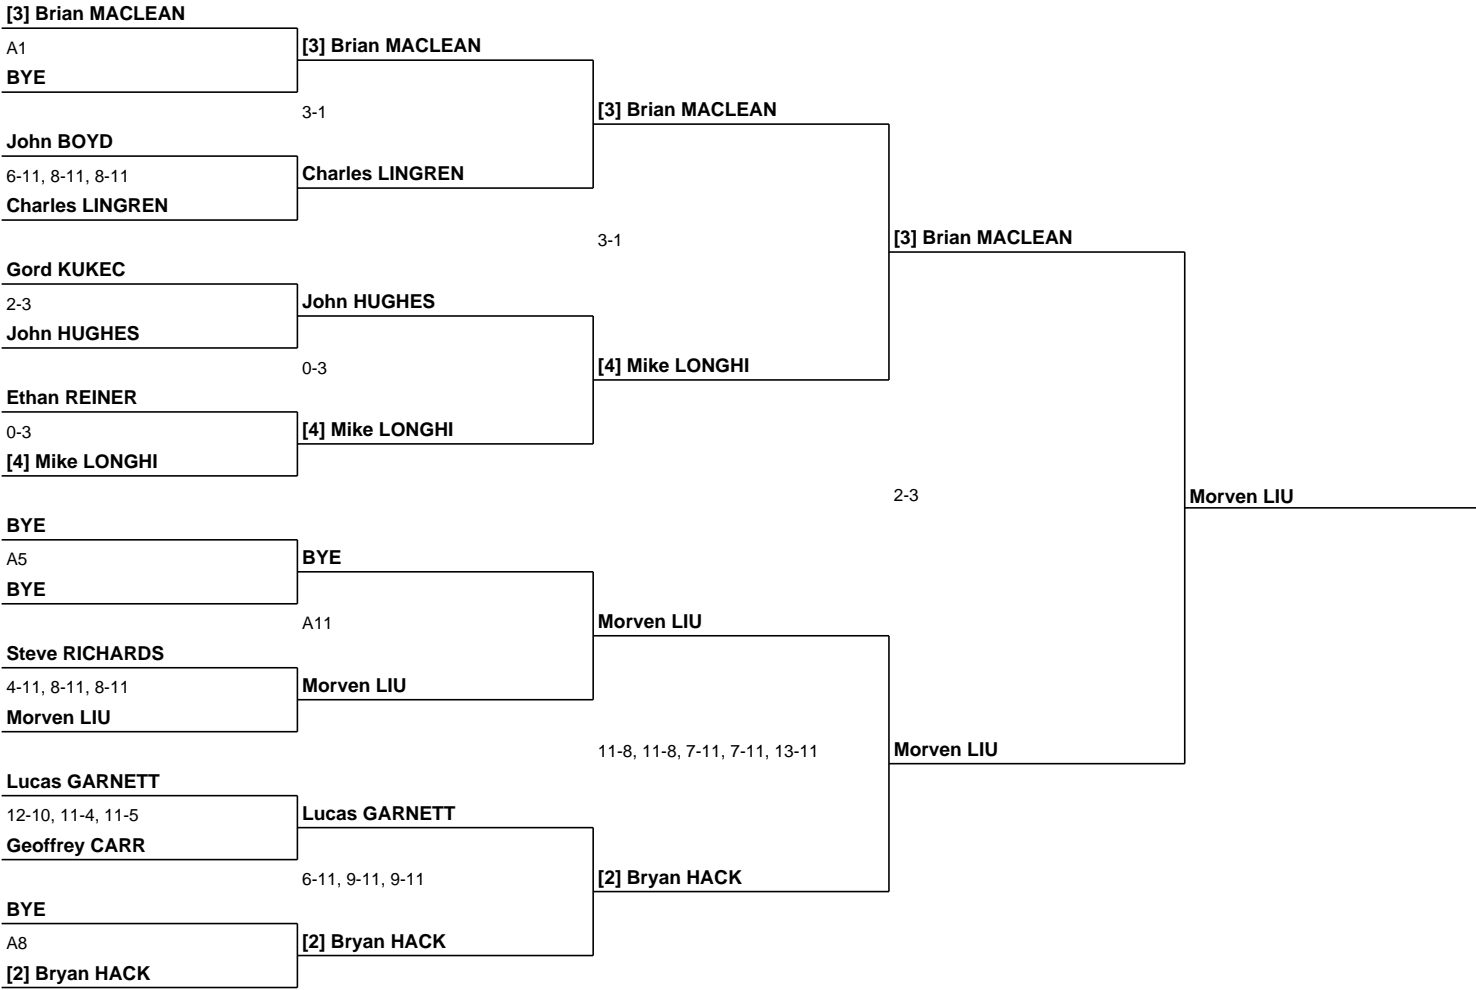 [3] Brian MACLEAN
A1
BYE
John BOYD
6-11, 8-11, 8-11
Charles LINGREN
Gord KUKEC
2-3
John HUGHES
Ethan REINER
0-3
[4] Mike LONGHI
BYE
A5
BYE
Steve RICHARDS
4-11, 8-11, 8-11
Morven LIU
Lucas GARNETT
12-10, 11-4, 11-5
Geoffrey CARR
BYE
A8
[2] Bryan HACK
[3] Brian MACLEAN
3-1
Charles LINGREN
John HUGHES
0-3
[4] Mike LONGHI
BYE
A11
Morven LIU
Lucas GARNETT
6-11, 9-11, 9-11
[2] Bryan HACK
[3] Brian MACLEAN
3-1
[4] Mike LONGHI
Morven LIU
11-8, 11-8, 7-11, 7-11, 13-11
[2] Bryan HACK
[3] Brian MACLEAN
2-3
Morven LIU
Morven LIU